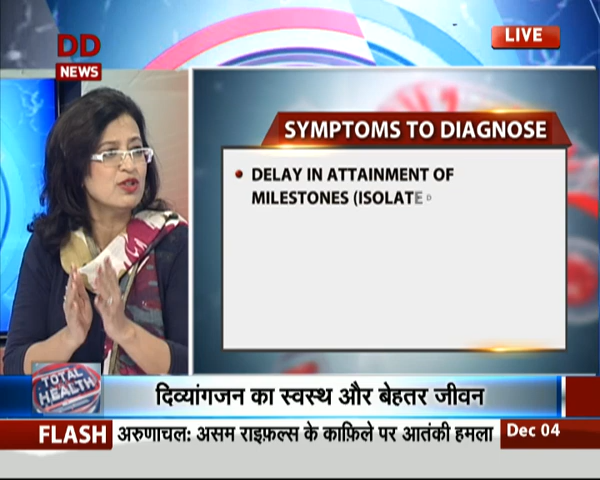 LIVE
DD
NEWS
SYMPTOMS TO DIAGNOSE
DELAY IN ATTAINMENT OF
MILESTONES (ISOLATED
TOTAL
HEALTH
दिव्यांगजन का स्वस्थ और बेहतर जीवन
FLASH अरुणाचल: असम राइफ़ल्स के काफ़िले पर आतंकी हमला Dec 04